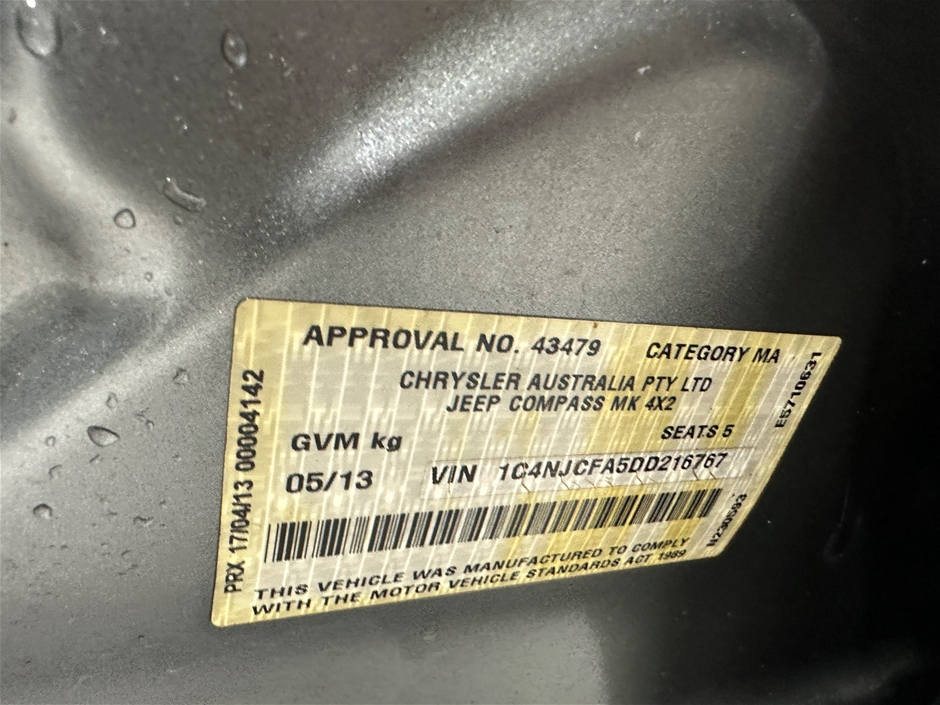 APPROVAL NO. 43479
CATEGORY MA
CHRYSLER AUSTRALIA PTY LTD
JEEP COMPASS MK 4X2
SEATS 5
GVM kg
05/13
VIN 1C4NJCFA5DD216767
THIS VEHICLE WAS MANUFACTURED TO COMPLY
WITH THE MOTOR VEHICLE STANDARDS ACT 1989
PRX 17/04/13 00004142
E5710631
N230593